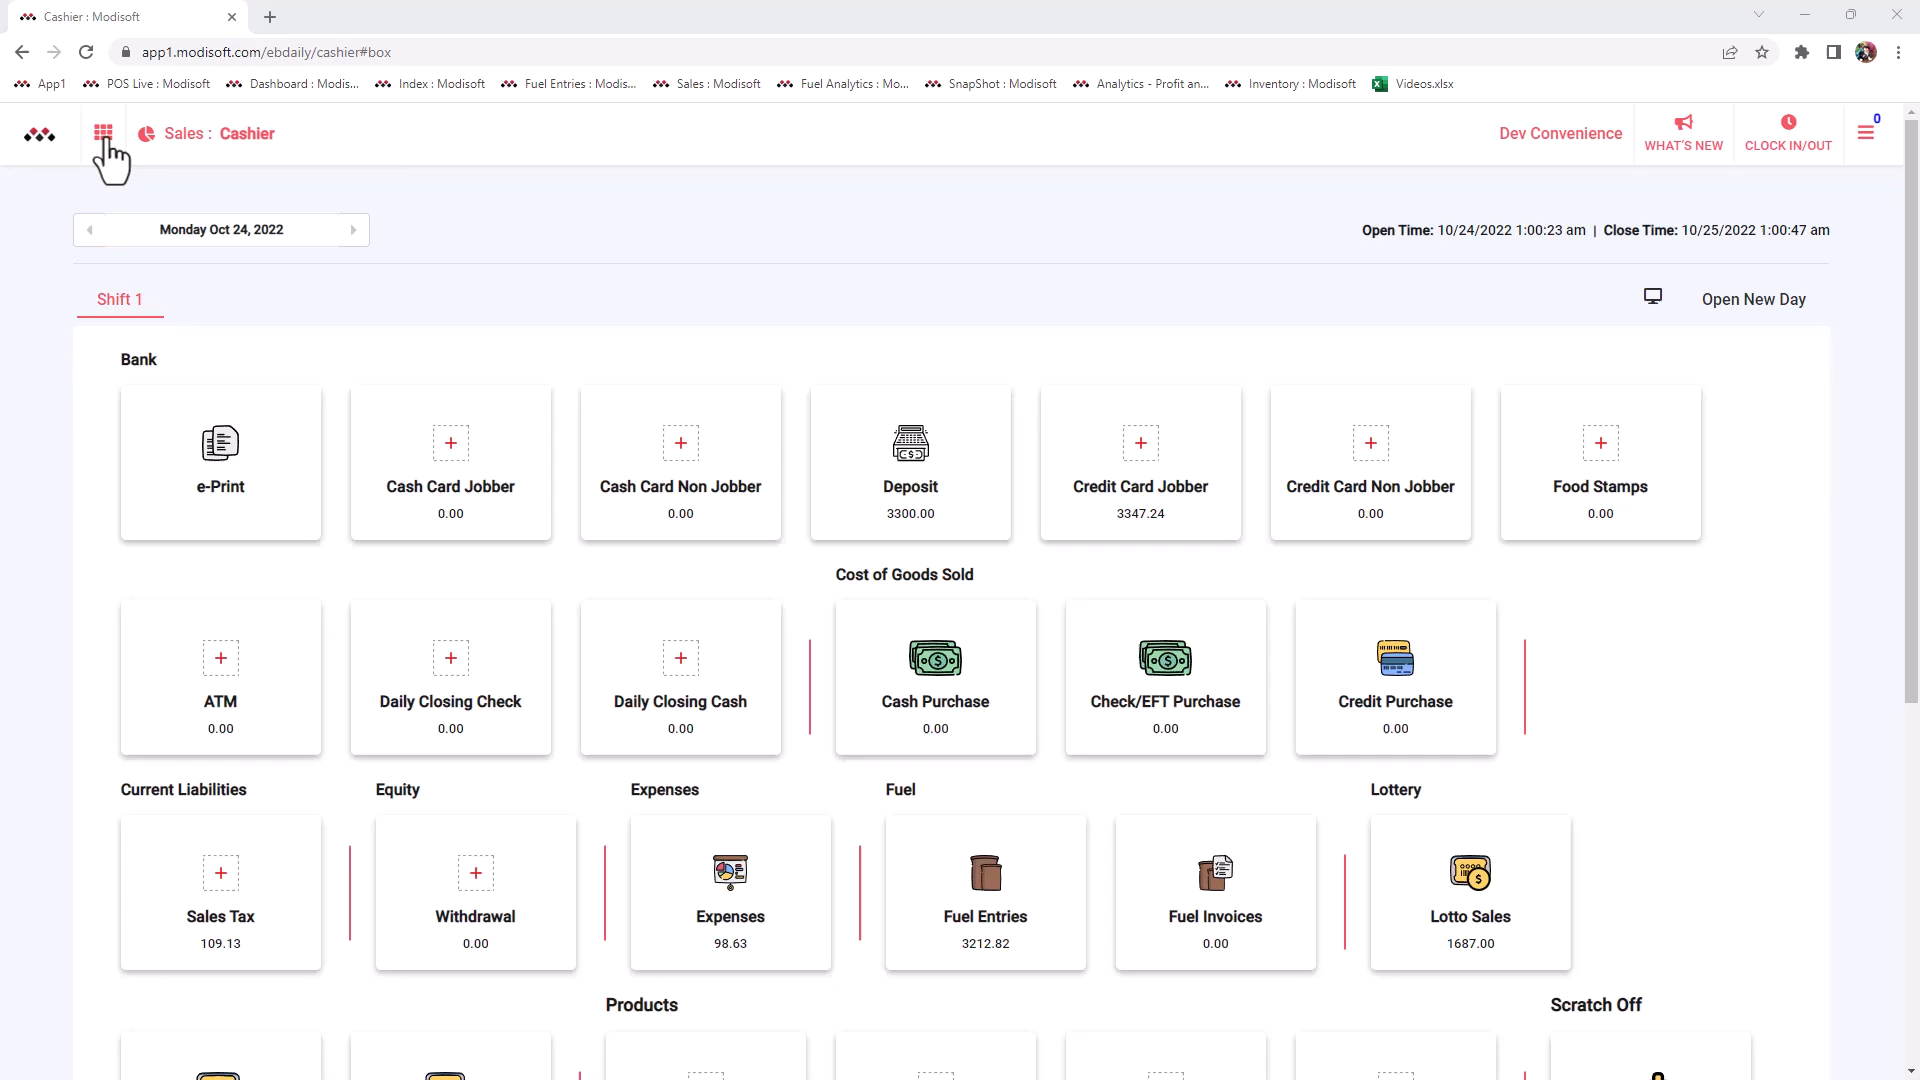 Cashier : Modisoft
app1.modisoft.com/ebdaily/cashier#box
App1 POS Live : Modisoft Dashboard : Modis... Index : Modisoft Fuel Entries : Modis... Sales : Modisoft Fuel Analytics : Mo... SnapShot : Modisoft Analytics - Profit an... Inventory : Modisoft Videos.xlsx
Sales : Cashier
Dev Convenience
WHAT'S NEW
CLOCK IN/OUT
0
Monday Oct 24, 2022
Open Time: 10/24/2022 1:00:23 am | Close Time: 10/25/2022 1:00:47 am
Shift 1
Open New Day
Bank
e-Print
Cash Card Jobber
0.00
Cash Card Non Jobber
0.00
Deposit
3300.00
Credit Card Jobber
3347.24
Credit Card Non Jobber
0.00
Food Stamps
0.00
Cost of Goods Sold
ATM
0.00
Daily Closing Check
0.00
Daily Closing Cash
0.00
Cash Purchase
0.00
Check/EFT Purchase
0.00
Credit Purchase
0.00
Current Liabilities
Equity
Expenses
Fuel
Lottery
Sales Tax
109.13
Withdrawal
0.00
Expenses
98.63
Fuel Entries
3212.82
Fuel Invoices
0.00
Lotto Sales
1687.00
Products
Scratch Off